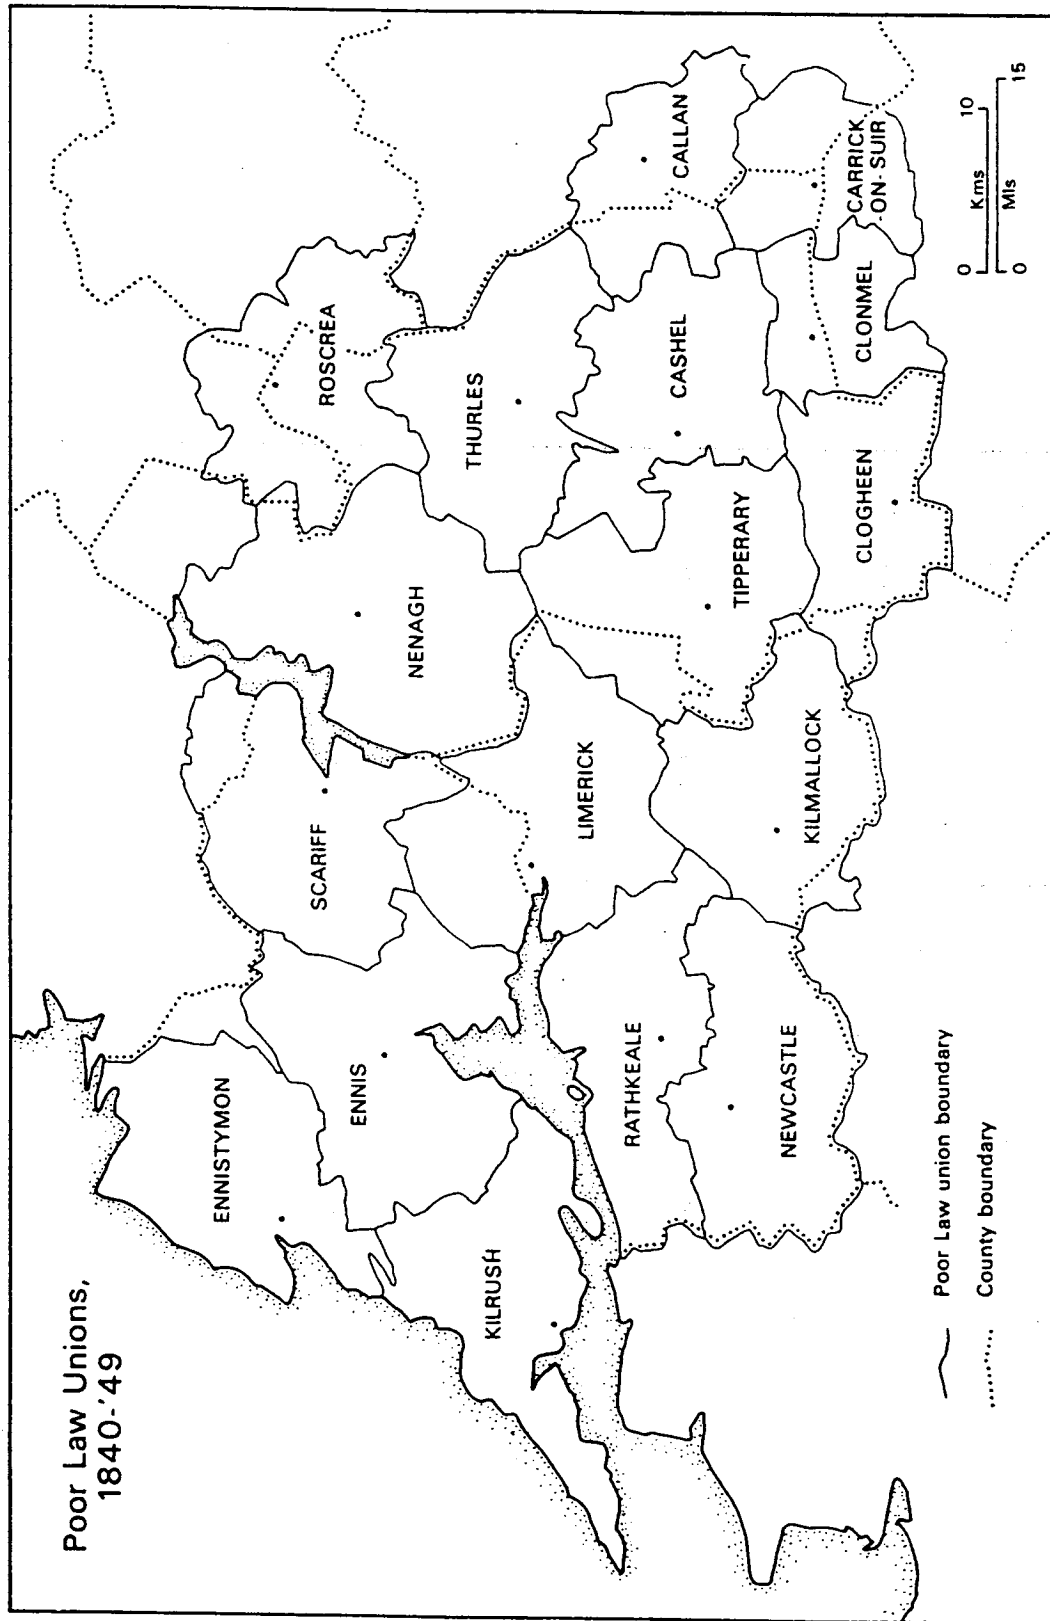 Poor Law Unions,
1840-'49
ENNISTYMON
ENNIS
KILRUSH
SCARIFF
NENAGH
ROSCREA
THURLES
LIMERICK
RATHKEALE
NEWCASTLE
KILMALLOCK
TIPPERARY
CASHEL
CALLAN
CLOGHEEN
CLONMEL
CARRICK
-ON-SUIR
Poor Law union boundary
County boundary
0 Kms 10
0 Mls 15